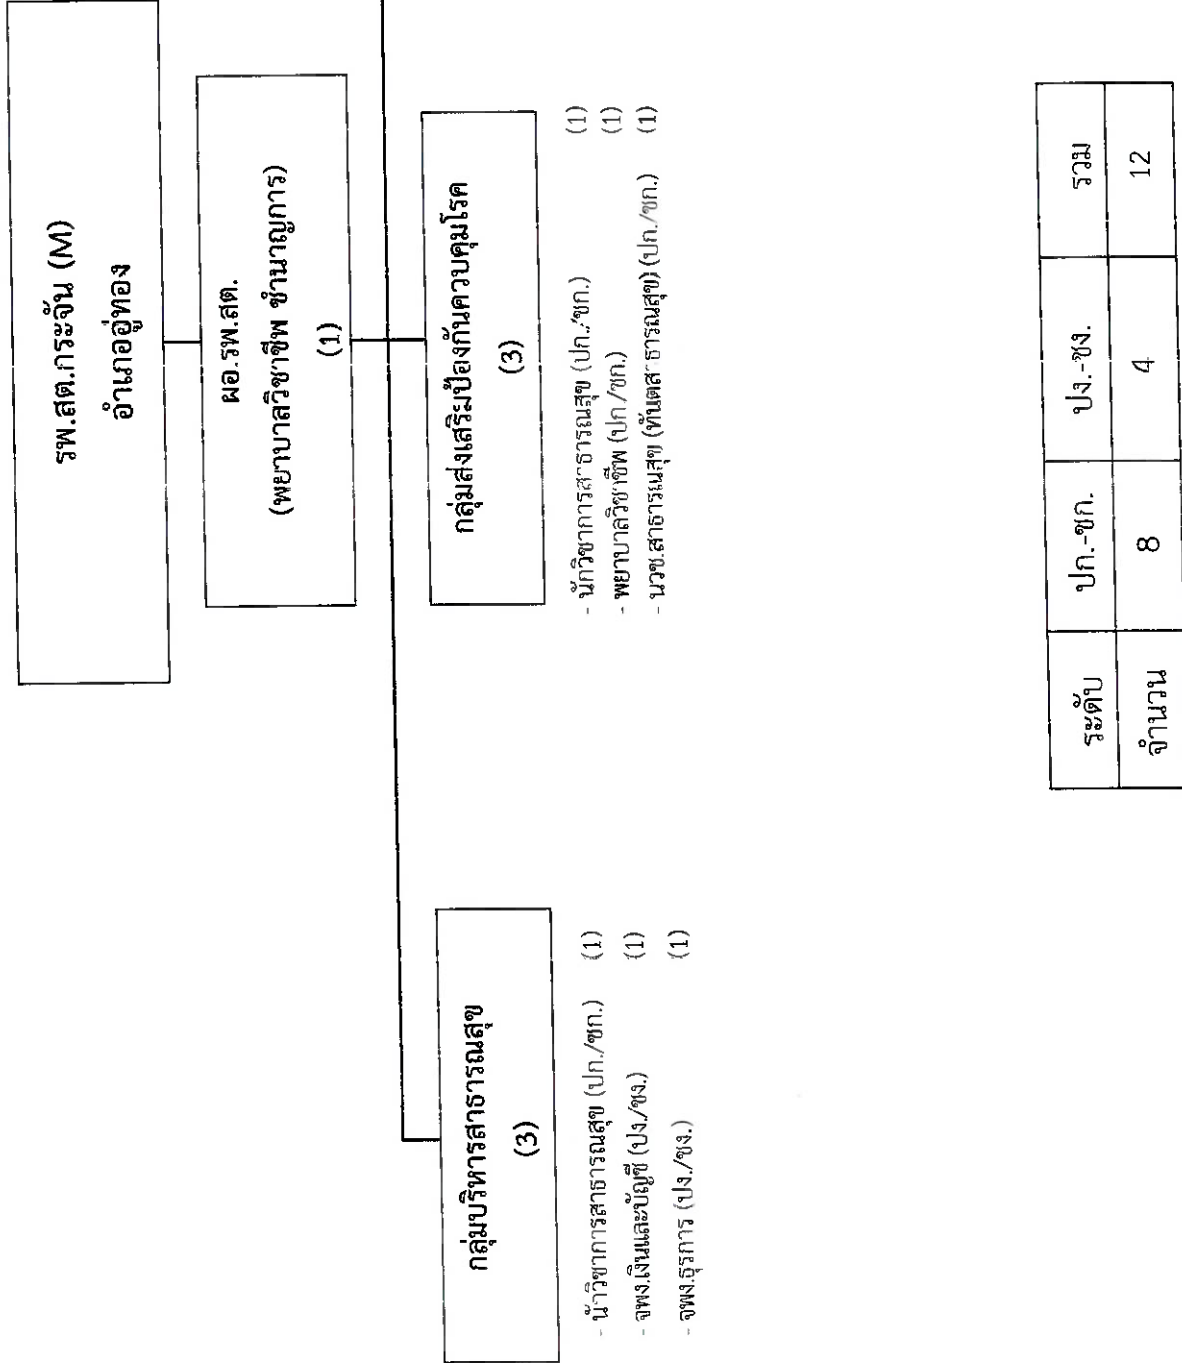 รพ.สต.กระจัน (M)
อำเภออู่ทอง
ผอ.รพ.สต.
(พยาบาลวิชาชีพ ชำนาญการ)
(1)
กลุ่มบริหารสาธารณสุข
(3)
- นักวิชาการสาธารณสุข (ปก./ชก.) (1)
- จพง.เงินและบัญชี (ปง./ชง.) (1)
- จพง.ธุรการ (ปง./ชง.) (1)
กลุ่มส่งเสริมป้องกันควบคุมโรค
(3)
- นักวิชาการสาธารณสุข (ปก./ชก.) (1)
- พยาบาลวิชาชีพ (ปก./ชก.) (1)
- นวช.สาธารณสุข (ทันตสาธารณสุข) (ปก./ชก.) (1)
ระดับ ปก.-ชก. ปง.-ชง. รวม
จำนวน 8 4 12